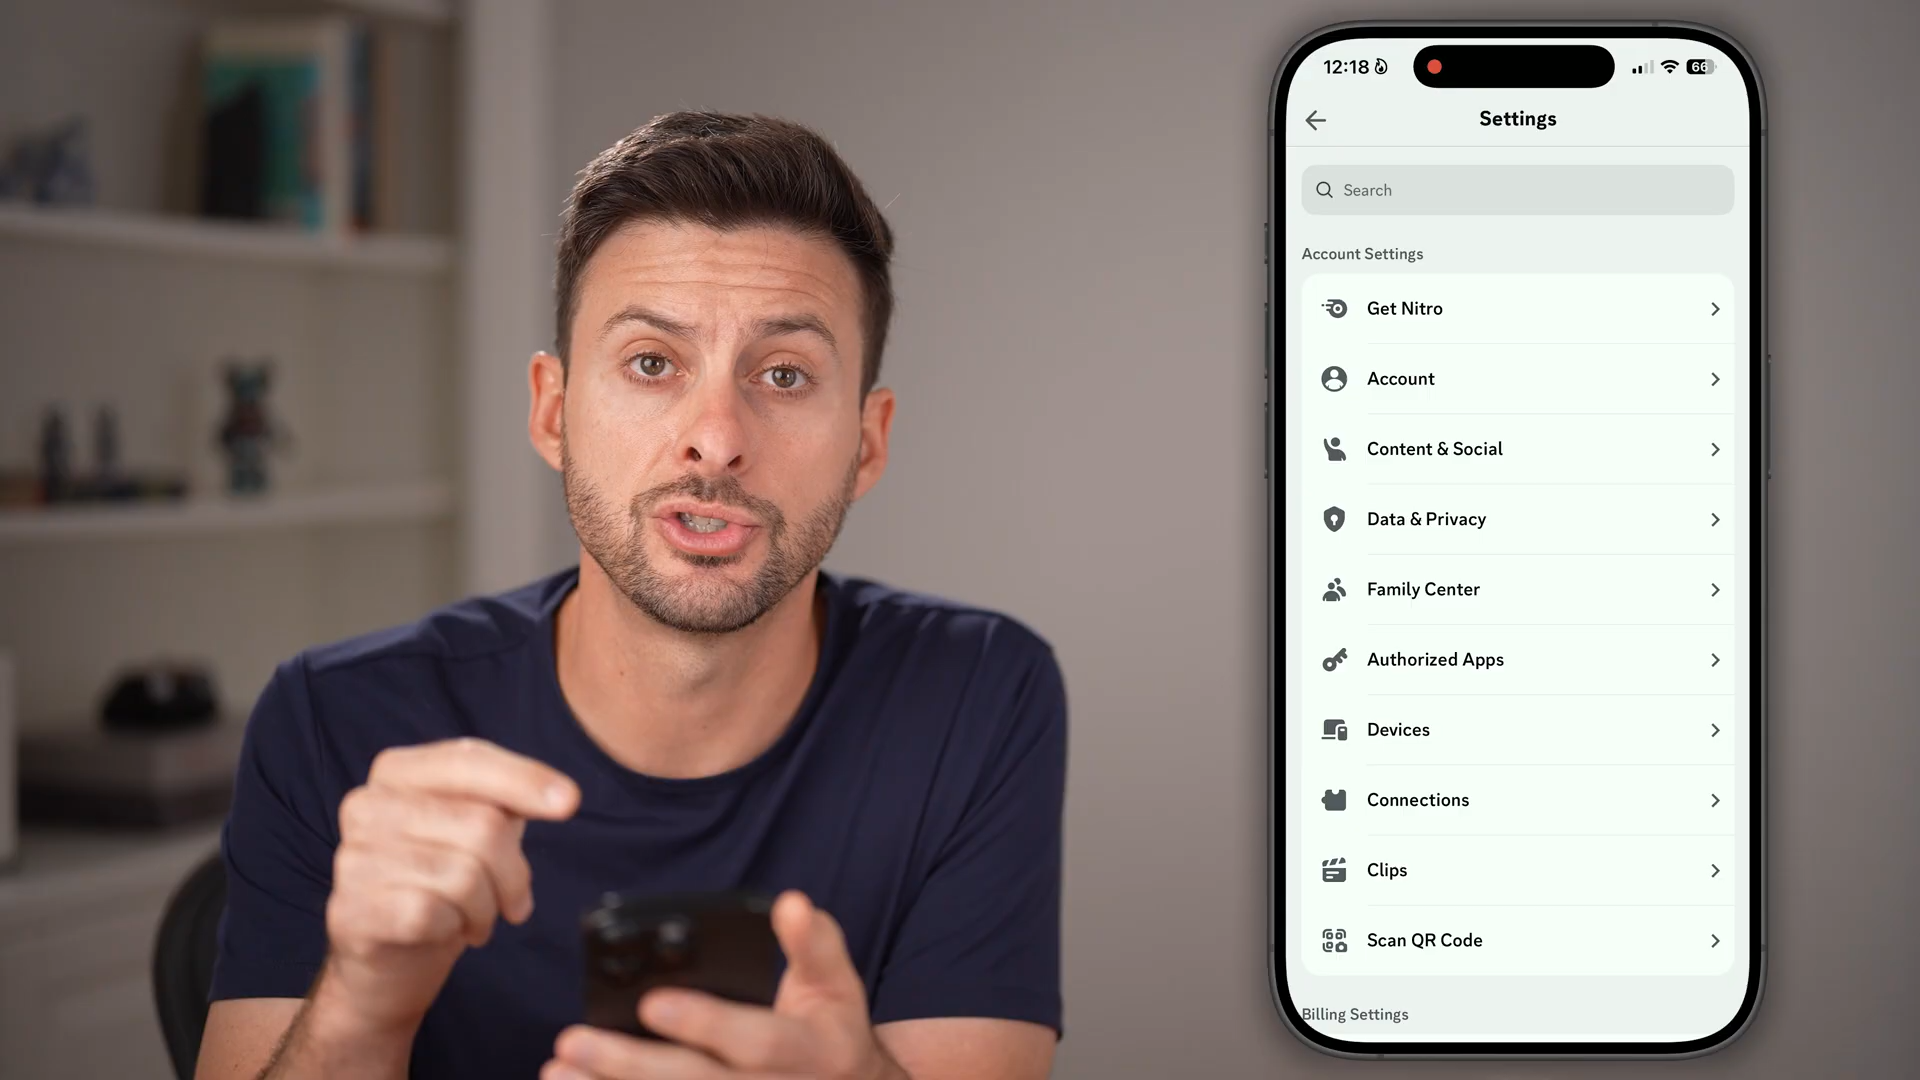 12:18
66
Settings
Search
Account Settings
Get Nitro
Account
Content & Social
Data & Privacy
Family Center
Authorized Apps
Devices
Connections
Clips
Scan QR Code
Billing Settings